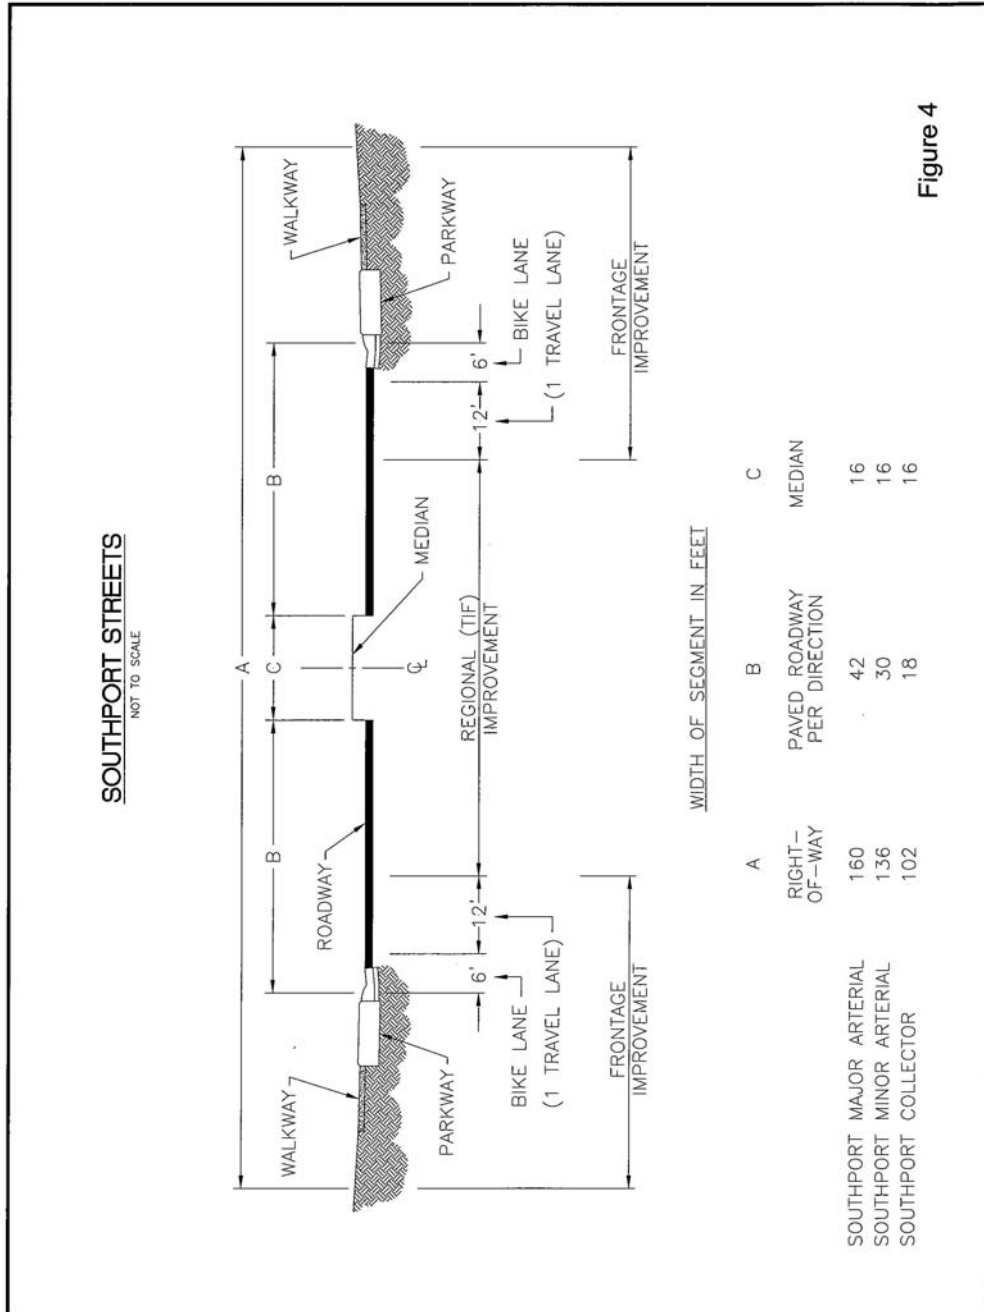 SOUTHPORT STREETS
NOT TO SCALE
A
B
C
B
WALKWAY
ROADWAY
MEDIAN
WALKWAY
PARKWAY
PARKWAY
CL
6'
12'
REGIONAL (TIF)
IMPROVEMENT
12'
6'
BIKE LANE
(1 TRAVEL LANE)
BIKE LANE
(1 TRAVEL LANE)
FRONTAGE
IMPROVEMENT
FRONTAGE
IMPROVEMENT
WIDTH OF SEGMENT IN FEET
A B C
RIGHT-
OF-WAY
PAVED ROADWAY
PER DIRECTION
MEDIAN
SOUTHPORT MAJOR ARTERIAL 160 42 16
SOUTHPORT MINOR ARTERIAL 136 30 16
SOUTHPORT COLLECTOR 102 18 16
Figure 4